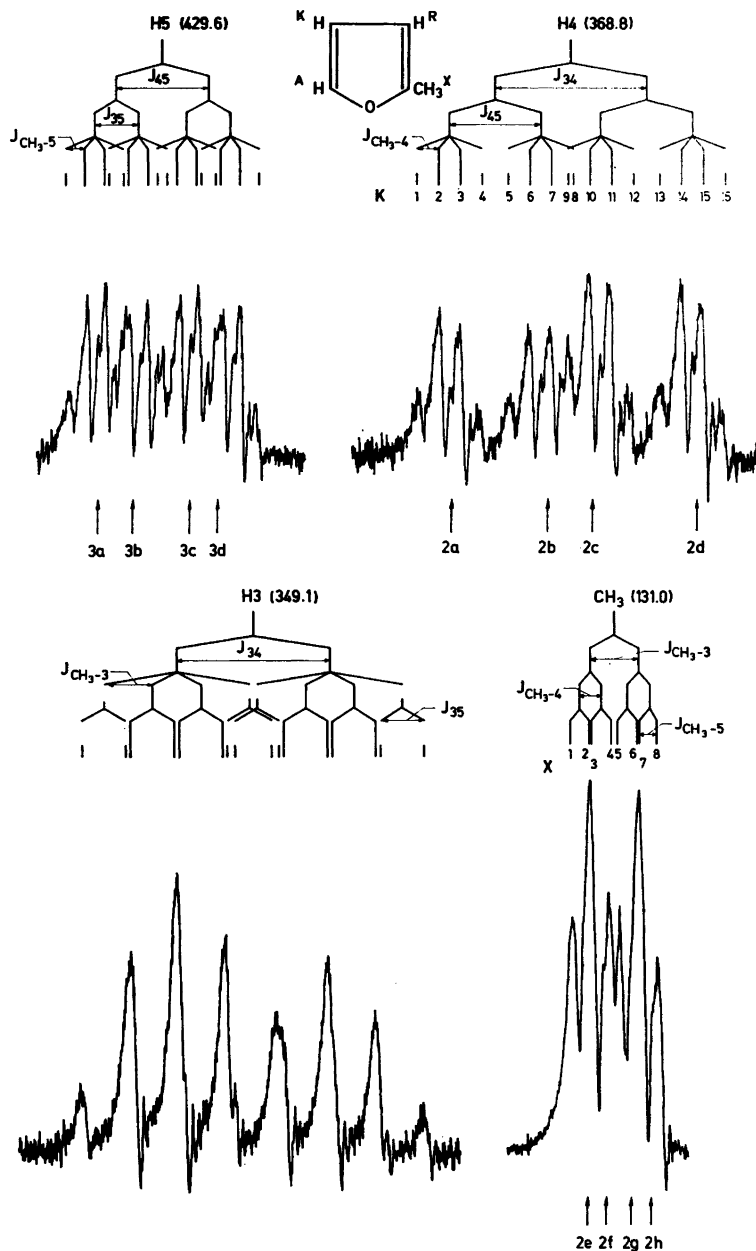 H5 (429.6)
J45
J35
JCH₃-5
K H H R
A H CH₃ X
O
H4 (368.8)
J34
J45
JCH₃-4
K 1 2 3 4 5 6 7 9 8 10 11 12 13 14 15 15
3a 3b 3c 3d
2a 2b 2c 2d
H3 (349.1)
J34
JCH₃-3
J35
CH₃ (131.0)
JCH₃-3
JCH₃-4
JCH₃-5
X 1 2 3 4 5 6 7 8
2e 2f 2g 2h